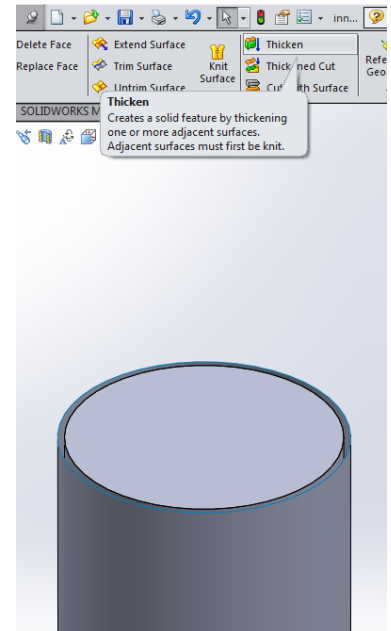 inn...
Delete Face
Extend Surface
Thicken
Replace Face
Trim Surface
Knit
Surface
Thick ned Cut
Refe
Geo
Untrim Surface
Cut with Surface
SOLIDWORKS M
Thicken
Creates a solid feature by thickening
one or more adjacent surfaces.
Adjacent surfaces must first be knit.